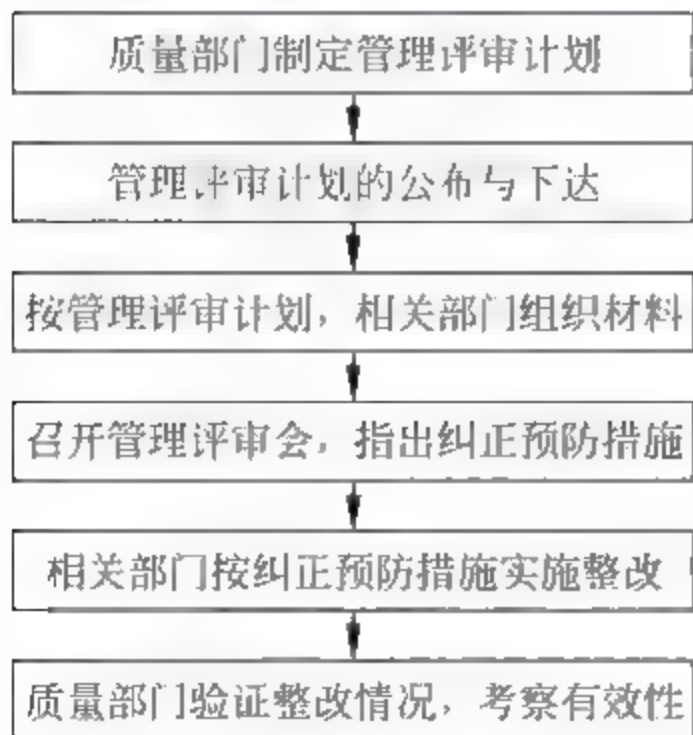 质量部门制定管理评审计划
管理评审计划的公布与下达
按管理评审计划，相关部门组织材料
召开管理评审会，指出纠正预防措施
相关部门按纠正预防措施实施整改
质量部门验证整改情况，考察有效性